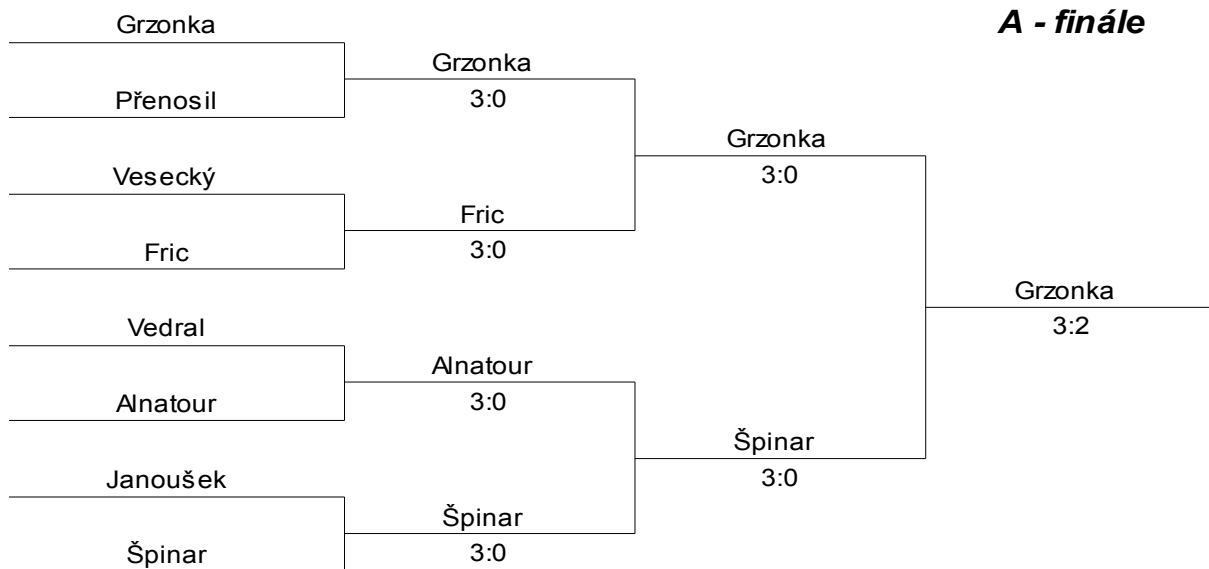 A - finále
Grzonka
Grzonka
Přenosil
3:0
Grzonka
Vesecký
3:0
Fric
Fric
3:0
Grzonka
Vedral
3:2
Alnatour
Alnatour
3:0
Špinar
Janoušek
3:0
Špinar
Špinar
3:0